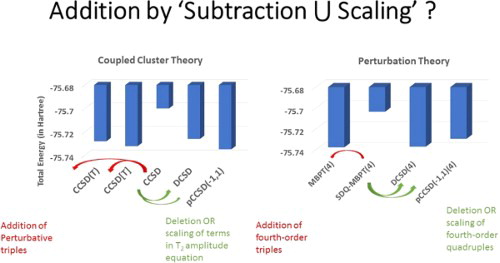 Addition by ‘Subtraction ⋃ Scaling’ ?
Coupled Cluster Theory
Total Energy (in Hartree)
-75.68
-75.7
-75.72
-75.74
CCSD(T)
CCSD[T]
CCSD
DCSD
pCCSD(-1,1)
Addition of
Perturbative
triples
Deletion OR
scaling of terms
in T₂ amplitude
equation
Perturbation Theory
-75.68
-75.7
-75.72
-75.74
MBPT(4)
SDQ-MBPT(4)
DCSD(4)
pCCSD(-1,1)(4)
Addition of
fourth-order
triples
Deletion OR
scaling of
fourth-order
quadruples